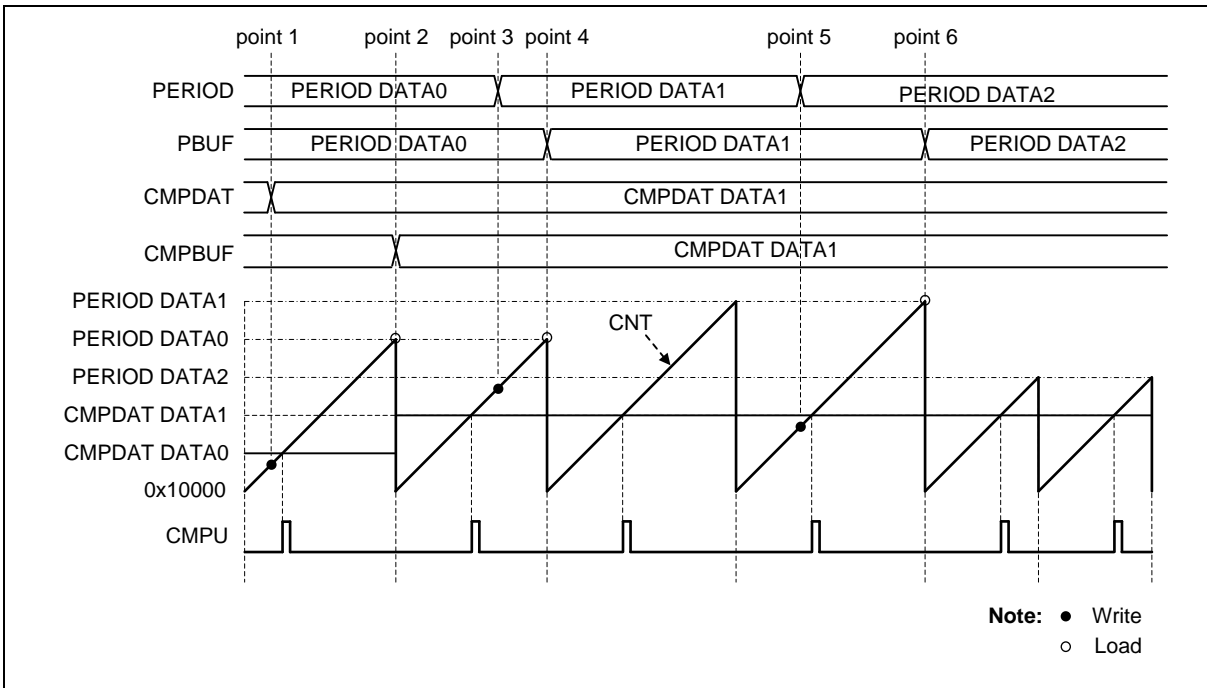 point 1 point 2 point 3 point 4 point 5 point 6
PERIOD PERIOD DATA0 PERIOD DATA1 PERIOD DATA2
PBUF PERIOD DATA0 PERIOD DATA1 PERIOD DATA2
CMPDAT CMPDAT DATA1
CMPBUF CMPDAT DATA1
PERIOD DATA1
CNT
PERIOD DATA0
PERIOD DATA2
CMPDAT DATA1
CMPDAT DATA0
0x10000
CMPU
Note: Write
Load